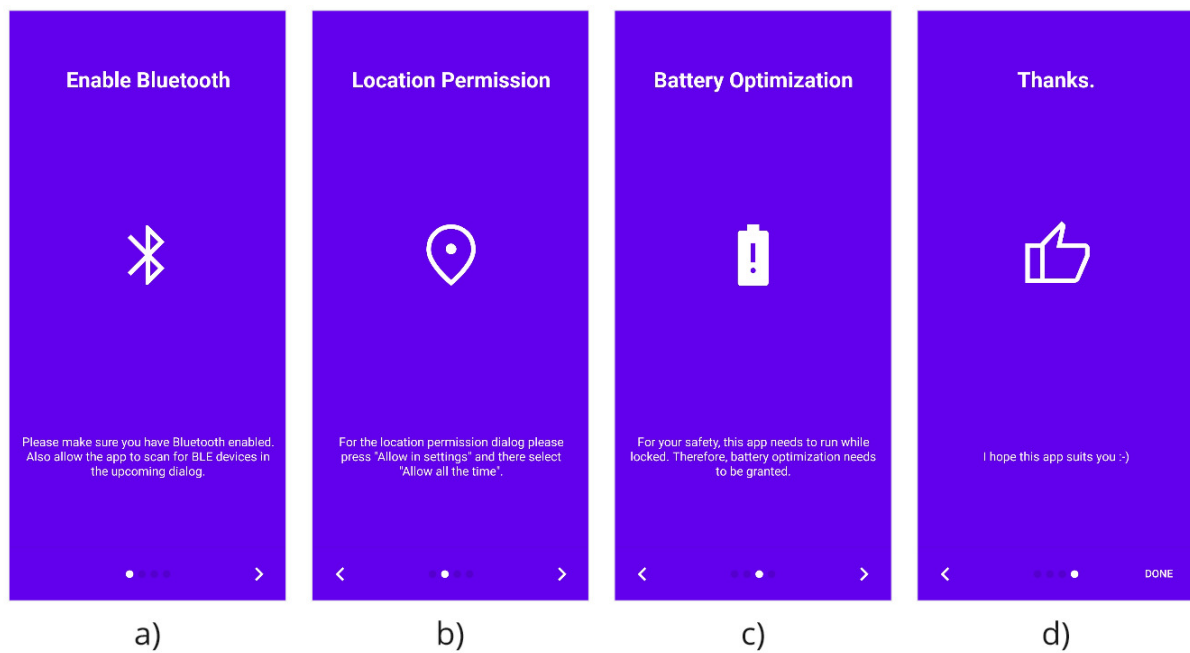 Enable Bluetooth
Please make sure you have Bluetooth enabled.
Also allow the app to scan for BLE devices in
the upcoming dialog.
a)
Location Permission
For the location permission dialog please
press "Allow in settings" and there select
"Allow all the time".
b)
Battery Optimization
For your safety, this app needs to run while
locked. Therefore, battery optimization needs
to be granted.
c)
Thanks.
I hope this app suits you :-)
DONE
d)